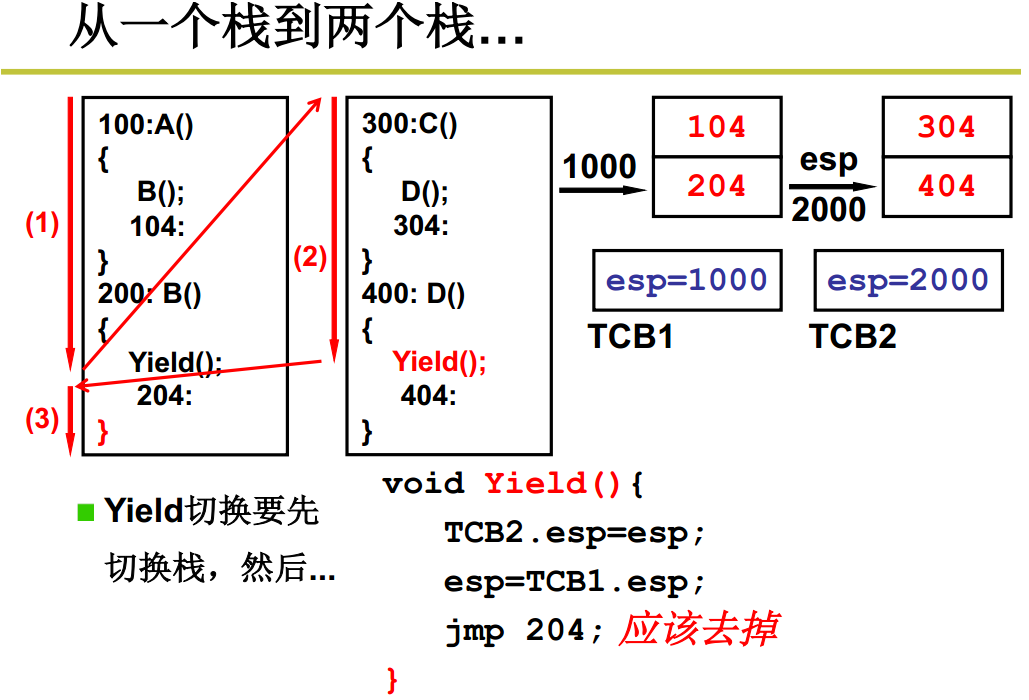 从一个栈到两个栈...
(1)
100:A()
{
B();
104:
}
200: B()
{
Yield();
204:
}
(3)
(2)
300:C()
{
D();
304:
}
400: D()
{
Yield();
404:
}
1000
104
204
esp
2000
304
404
esp=1000
TCB1
esp=2000
TCB2
Yield切换要先
切换栈，然后...
void Yield(){
TCB2.esp=esp;
esp=TCB1.esp;
jmp 204; 应该去掉
}